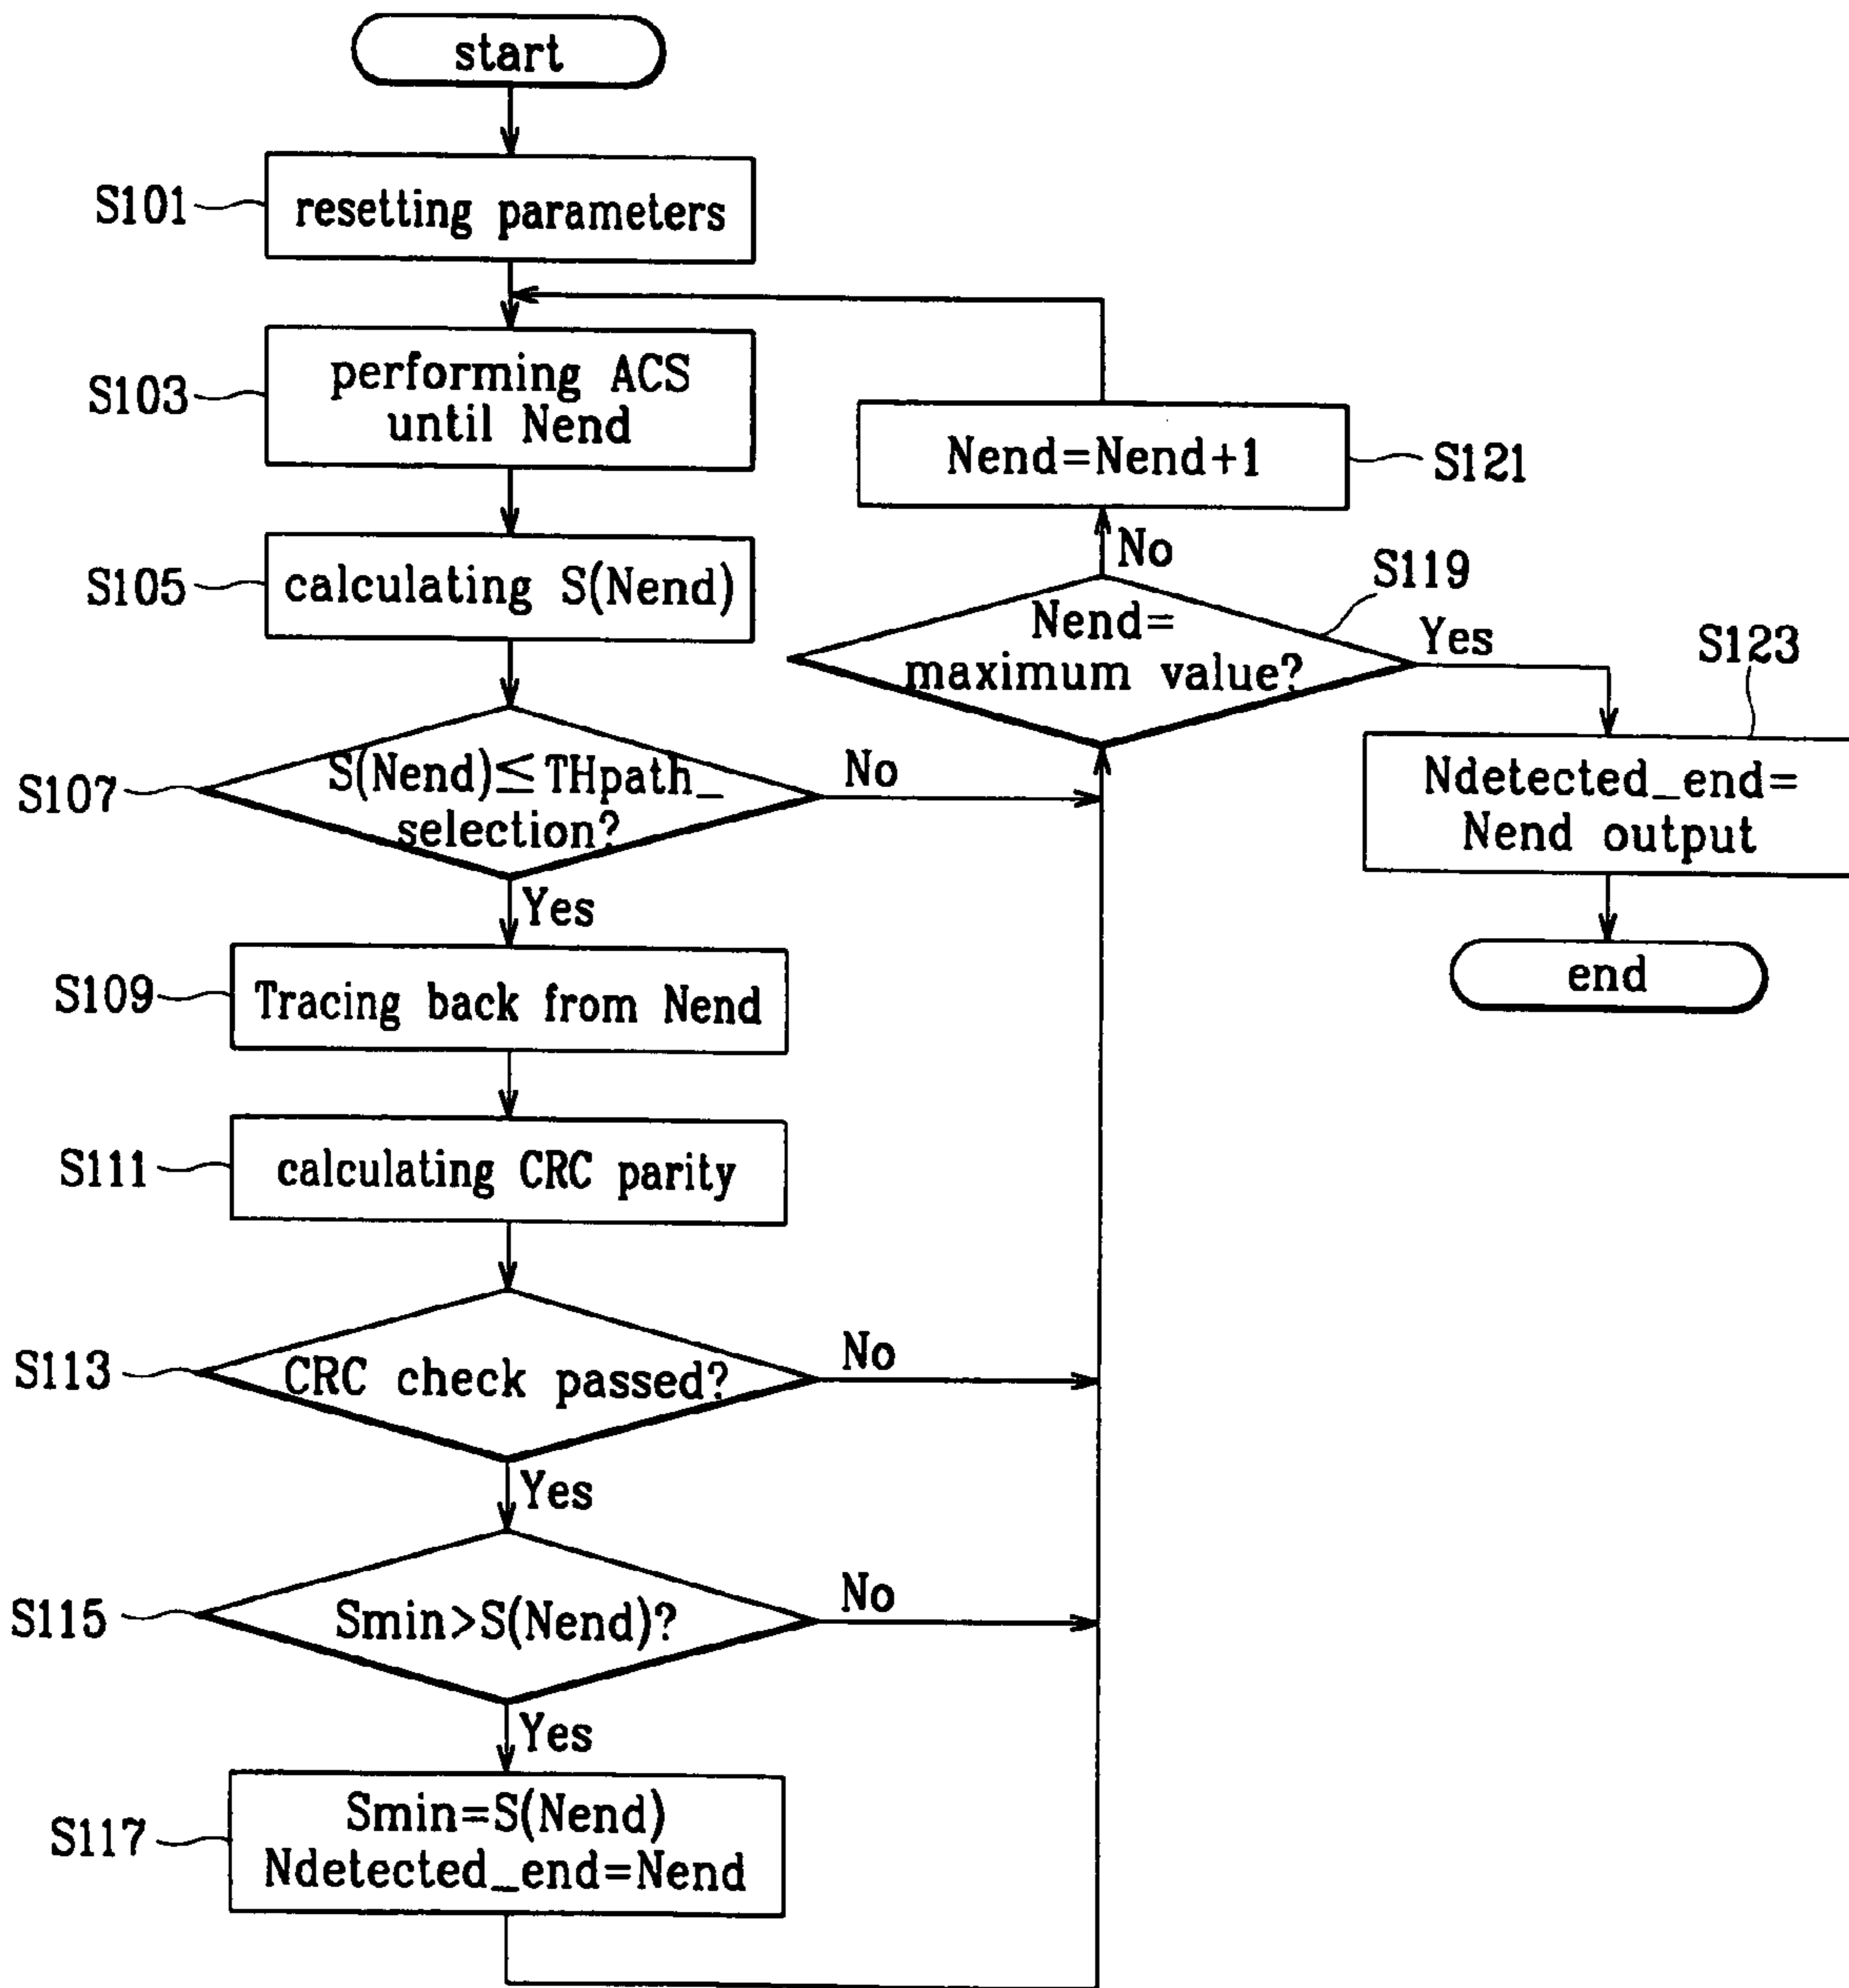 start
S101
resetting parameters
S103
performing ACS
until Nend
S105
calculating S(Nend)
S107
S(Nend)≤THpath_
selection?
No
Yes
S109
Tracing back from Nend
S111
calculating CRC parity
S113
CRC check passed?
No
Yes
S115
Smin>S(Nend)?
No
Yes
S117
Smin=S(Nend)
Ndetected_end=Nend
Nend=Nend+1
S121
No
S119
Nend=
maximum value?
Yes
S123
Ndetected_end=
Nend output
end